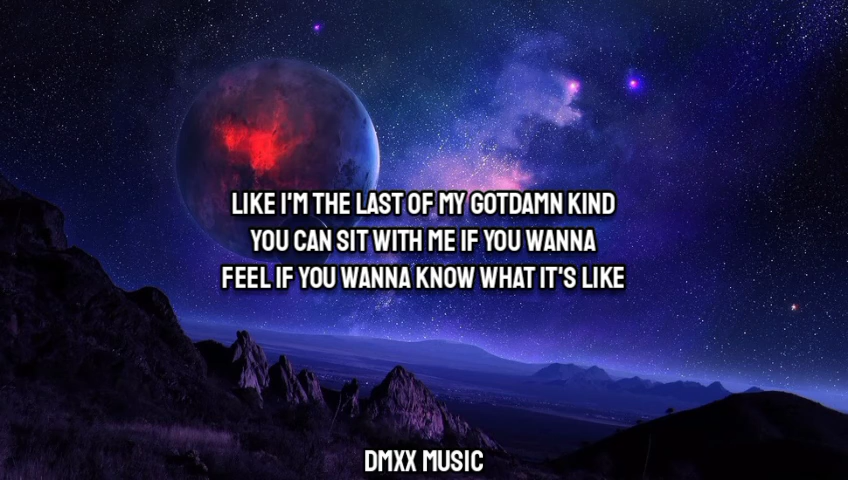 LIKE I'M THE LAST OF MY GOTDAMN KIND
YOU CAN SIT WITH ME IF YOU WANNA
FEEL IF YOU WANNA KNOW WHAT IT'S LIKE
DMXX MUSIC